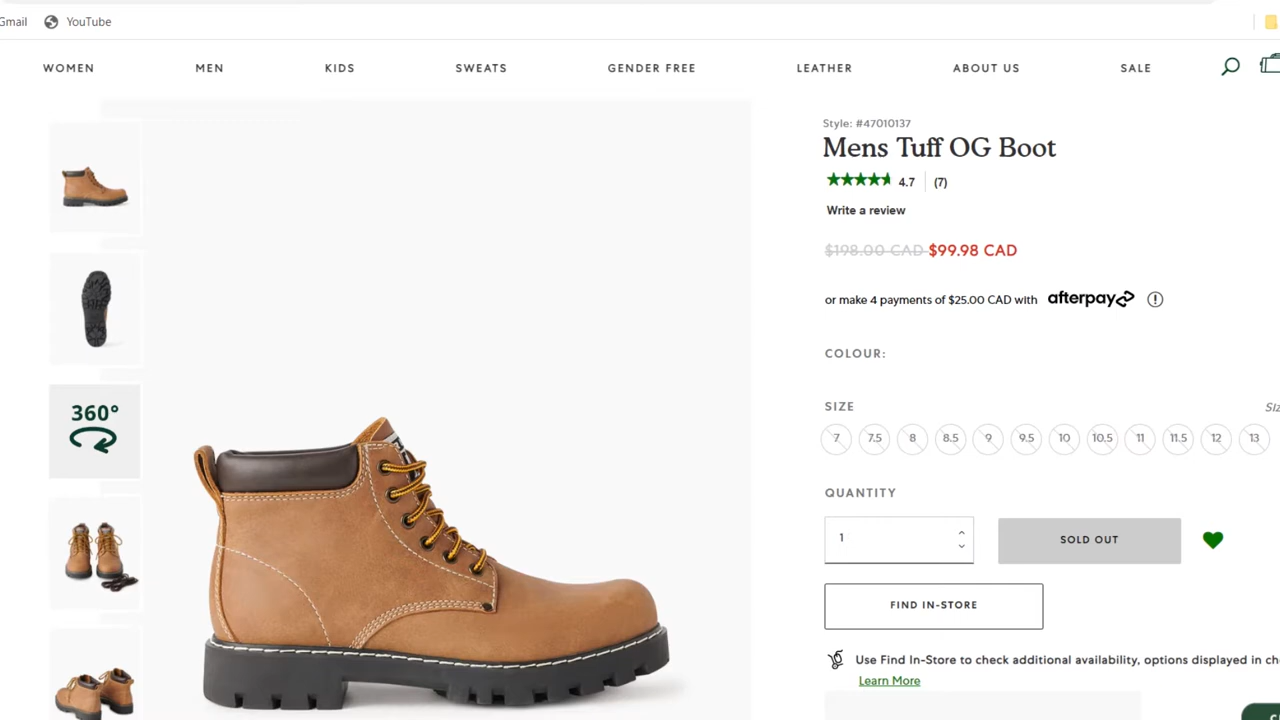 Gmail YouTube
WOMEN MEN KIDS SWEATS GENDER FREE LEATHER ABOUT US SALE
Style: #47010137
Mens Tuff OG Boot
4.7 (7)
Write a review
$198.00 CAD $99.98 CAD
or make 4 payments of $25.00 CAD with afterpay
COLOUR:
360°
SIZE
7 7.5 8 8.5 9 9.5 10 10.5 11 11.5 12 13
QUANTITY
1 SOLD OUT
FIND IN-STORE
Use Find In-Store to check additional availability, options displayed in
Learn More